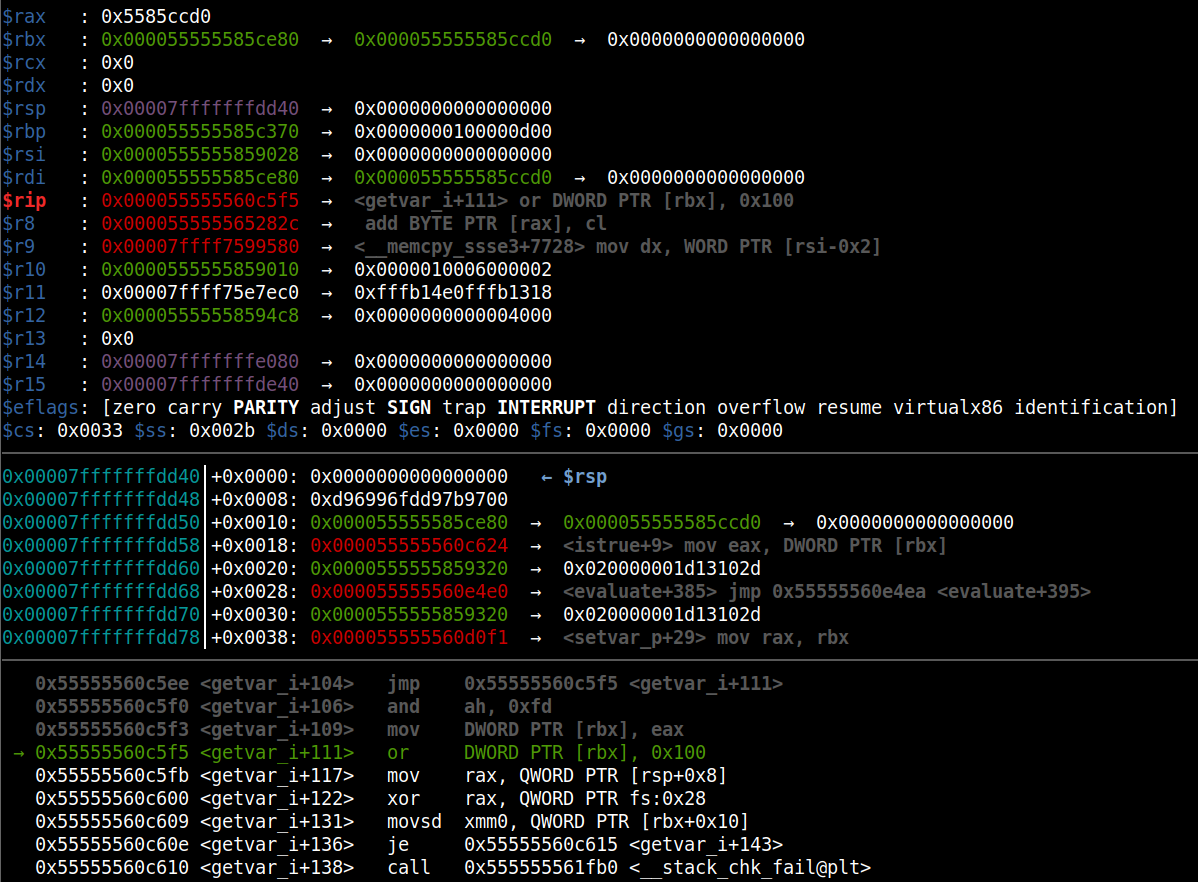 $rax   : 0x5585ccd0
$rbx   : 0x000055555585ce80  →  0x000055555585ccd0  →  0x0000000000000000
$rcx   : 0x0
$rdx   : 0x0
$rsp   : 0x00007fffffffdd40  →  0x0000000000000000
$rbp   : 0x000055555585c370  →  0x0000000100000d00
$rsi   : 0x0000555555859028  →  0x0000000000000000
$rdi   : 0x000055555585ce80  →  0x000055555585ccd0  →  0x0000000000000000
$rip   : 0x000055555560c5f5  →  <getvar_i+111> or DWORD PTR [rbx], 0x100
$r8    : 0x000055555565282c  →   add BYTE PTR [rax], cl
$r9    : 0x00007ffff7599580  →  <__memcpy_ssse3+7728> mov dx, WORD PTR [rsi-0x2]
$r10   : 0x0000555555859010  →  0x0000010006000002
$r11   : 0x00007ffff75e7ec0  →  0xfffb14e0fffb1318
$r12   : 0x00005555558594c8  →  0x0000000000004000
$r13   : 0x0
$r14   : 0x00007fffffffe080  →  0x0000000000000000
$r15   : 0x00007fffffffde40  →  0x0000000000000000
$eflags: [zero carry PARITY adjust SIGN trap INTERRUPT direction overflow resume virtualx86 identification]
$cs: 0x0033 $ss: 0x002b $ds: 0x0000 $es: 0x0000 $fs: 0x0000 $gs: 0x0000
0x00007fffffffdd40│+0x0000: 0x0000000000000000   ← $rsp
0x00007fffffffdd48│+0x0008: 0xd96996fdd97b9700
0x00007fffffffdd50│+0x0010: 0x000055555585ce80  →  0x000055555585ccd0  →  0x0000000000000000
0x00007fffffffdd58│+0x0018: 0x000055555560c624  →  <istrue+9> mov eax, DWORD PTR [rbx]
0x00007fffffffdd60│+0x0020: 0x0000555555859320  →  0x020000001d13102d
0x00007fffffffdd68│+0x0028: 0x000055555560e4e0  →  <evaluate+385> jmp 0x55555560e4ea <evaluate+395>
0x00007fffffffdd70│+0x0030: 0x0000555555859320  →  0x020000001d13102d
0x00007fffffffdd78│+0x0038: 0x000055555560d0f1  →  <setvar_p+29> mov rax, rbx
0x55555560c5ee <getvar_i+104>   jmp    0x55555560c5f5 <getvar_i+111>
0x55555560c5f0 <getvar_i+106>   and    ah, 0xfd
0x55555560c5f3 <getvar_i+109>   mov    DWORD PTR [rbx], eax
→ 0x55555560c5f5 <getvar_i+111>   or     DWORD PTR [rbx], 0x100
0x55555560c5fb <getvar_i+117>   mov    rax, QWORD PTR [rsp+0x8]
0x55555560c600 <getvar_i+122>   xor    rax, QWORD PTR fs:0x28
0x55555560c609 <getvar_i+131>   movsd  xmm0, QWORD PTR [rbx+0x10]
0x55555560c60e <getvar_i+136>   je     0x55555560c615 <getvar_i+143>
0x55555560c610 <getvar_i+138>   call   0x555555561fb0 <__stack_chk_fail@plt>